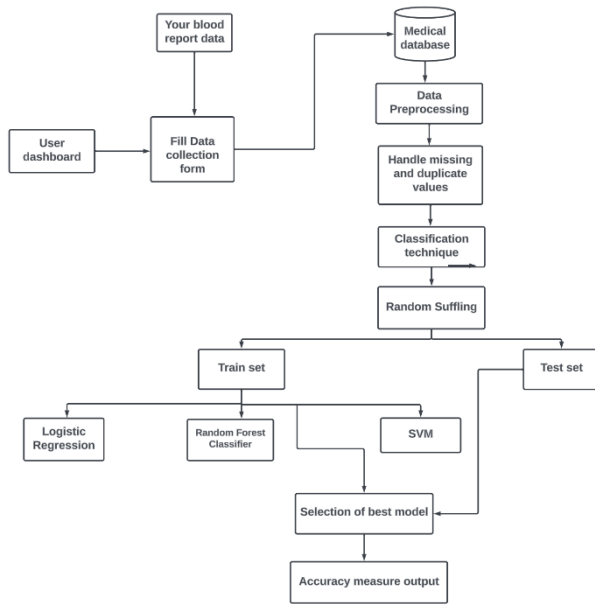 Your blood
report data
Medical
database
Data
Preprocessing
User
dashboard
Fill Data
collection
form
Handle missing
and duplicate
values
Classification
technique
Random Suffling
Train set
Test set
Logistic
Regression
Random Forest
Classifier
SVM
Selection of best model
Accuracy measure output